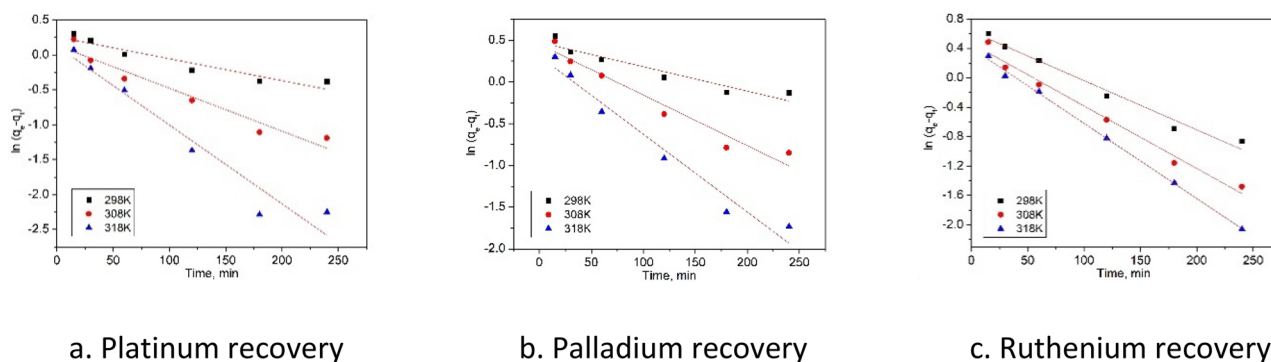 0.5
0.0
-0.5
-1.0
-1.5
-2.0
-2.5
ln (qe-qt)
298K
308K
318K
0
50
100
150
200
250
Time, min
1.0
0.5
0.0
-0.5
-1.0
-1.5
-2.0
ln (qe-qt)
298K
308K
318K
0
50
100
150
200
250
Time, min
0.8
0.4
0.0
-0.4
-0.8
-1.2
-1.6
-2.0
ln (qe-qt)
298K
308K
318K
0
50
100
150
200
250
Time, min
a. Platinum recovery
b. Palladium recovery
c. Ruthenium recovery